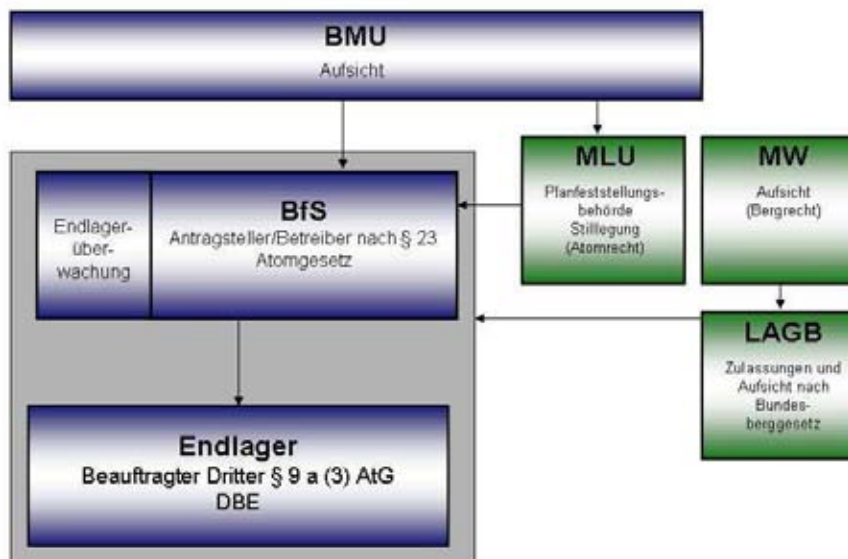 BMU
Aufsicht
MLU
Planfeststellungs-
behörde
Stilllegung
(Atomrecht)
MW
Aufsicht
(Bergrecht)
Endlager-
über-
wachung
BfS
Antragsteller/Betreiber nach § 23
Atomgesetz
LAGB
Zulassungen und
Aufsicht nach
Bundes-
berggesetz
Endlager
Beauftragter Dritter § 9 a (3) AtG
DBE